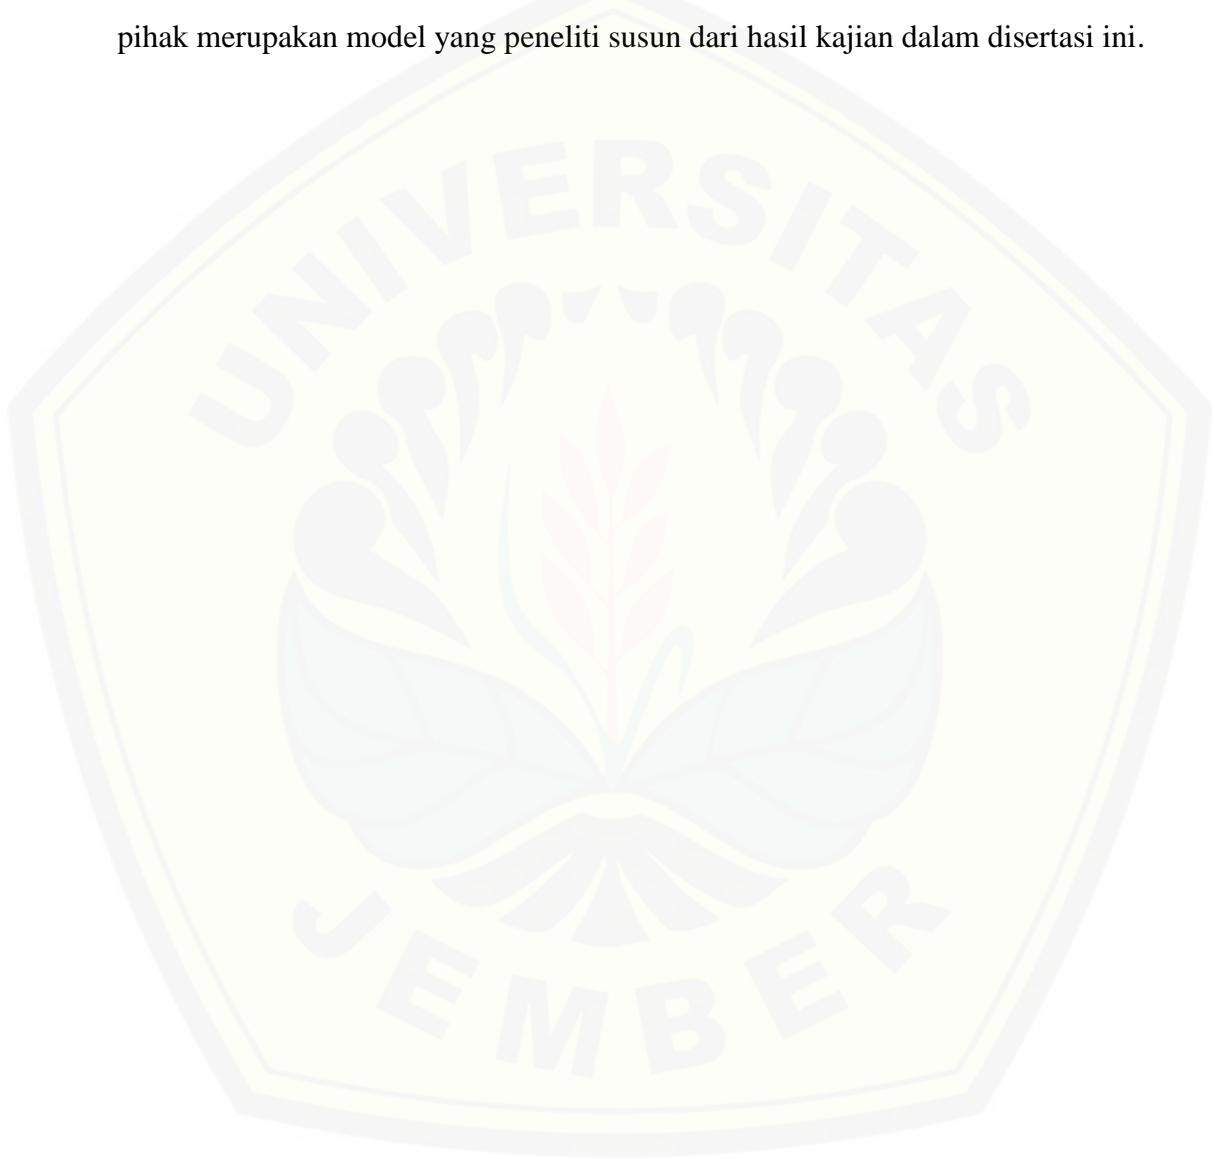 pihak merupakan model yang peneliti susun dari hasil kajian dalam disertasi ini.
UNIVERSITAS
JEMBER